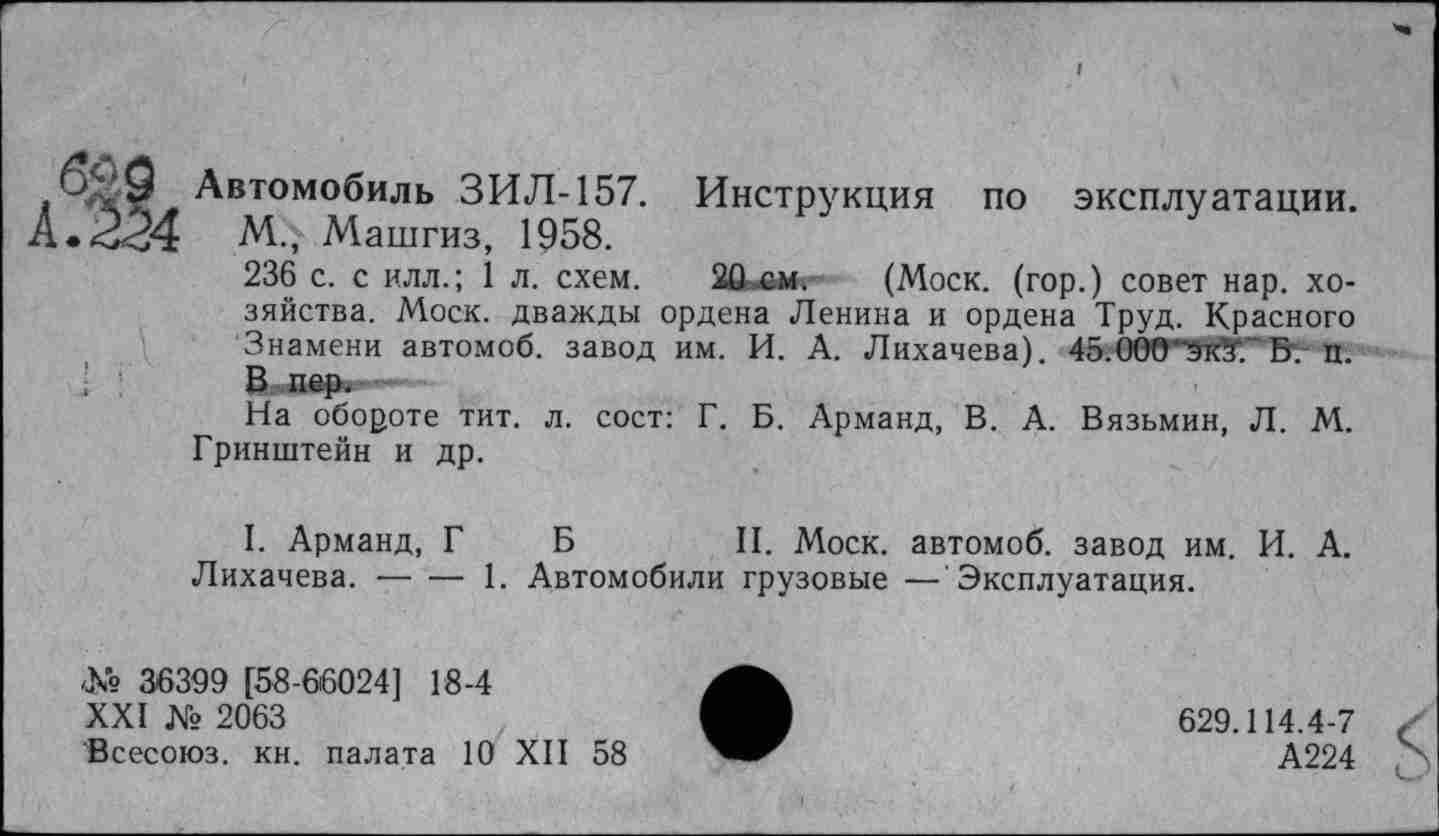 629
А.224
Автомобиль ЗИЛ-157. Инструкция по эксплуатации.
М., Машгиз, 1958.
236 с. с илл.; 1 л. схем. 20 см. (Моск. (гор.) совет нар. хо-
зяйства. Моск. дважды ордена Ленина и ордена Труд. Красного
Знамени автомоб. завод им. И. А. Лихачева). 45.000 экз. Б. п.
В пер.
На обороте тит. л. сост: Г. Б. Арманд, В. А. Вязьмин, Л. М.
Гринштейн и др.
I. Арманд, Г Б II. Моск. автомоб. завод им. И. А.
Лихачева. — — 1. Автомобили грузовые — Эксплуатация.
№ 36399 [58-66024] 18-4
XXI № 2063
Всесоюз. кн. палата 10 XII 58
629.114.4-7
А224